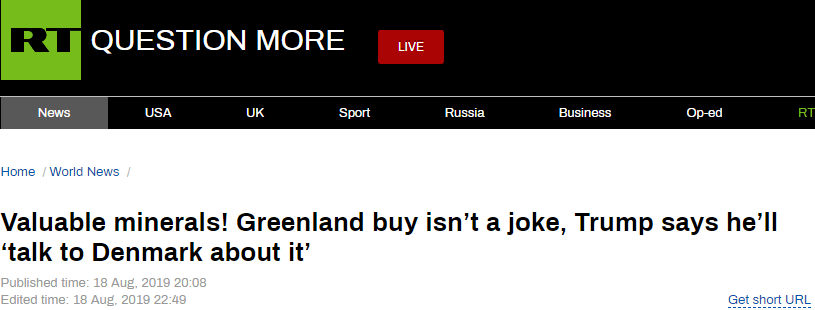 RT QUESTION MORE LIVE
News USA UK Sport Russia Business Op-ed RT
Home / World News /
Valuable minerals! Greenland buy isn’t a joke, Trump says he’ll
‘talk to Denmark about it’
Published time: 18 Aug, 2019 20:08
Edited time: 18 Aug, 2019 22:49 Get short URL